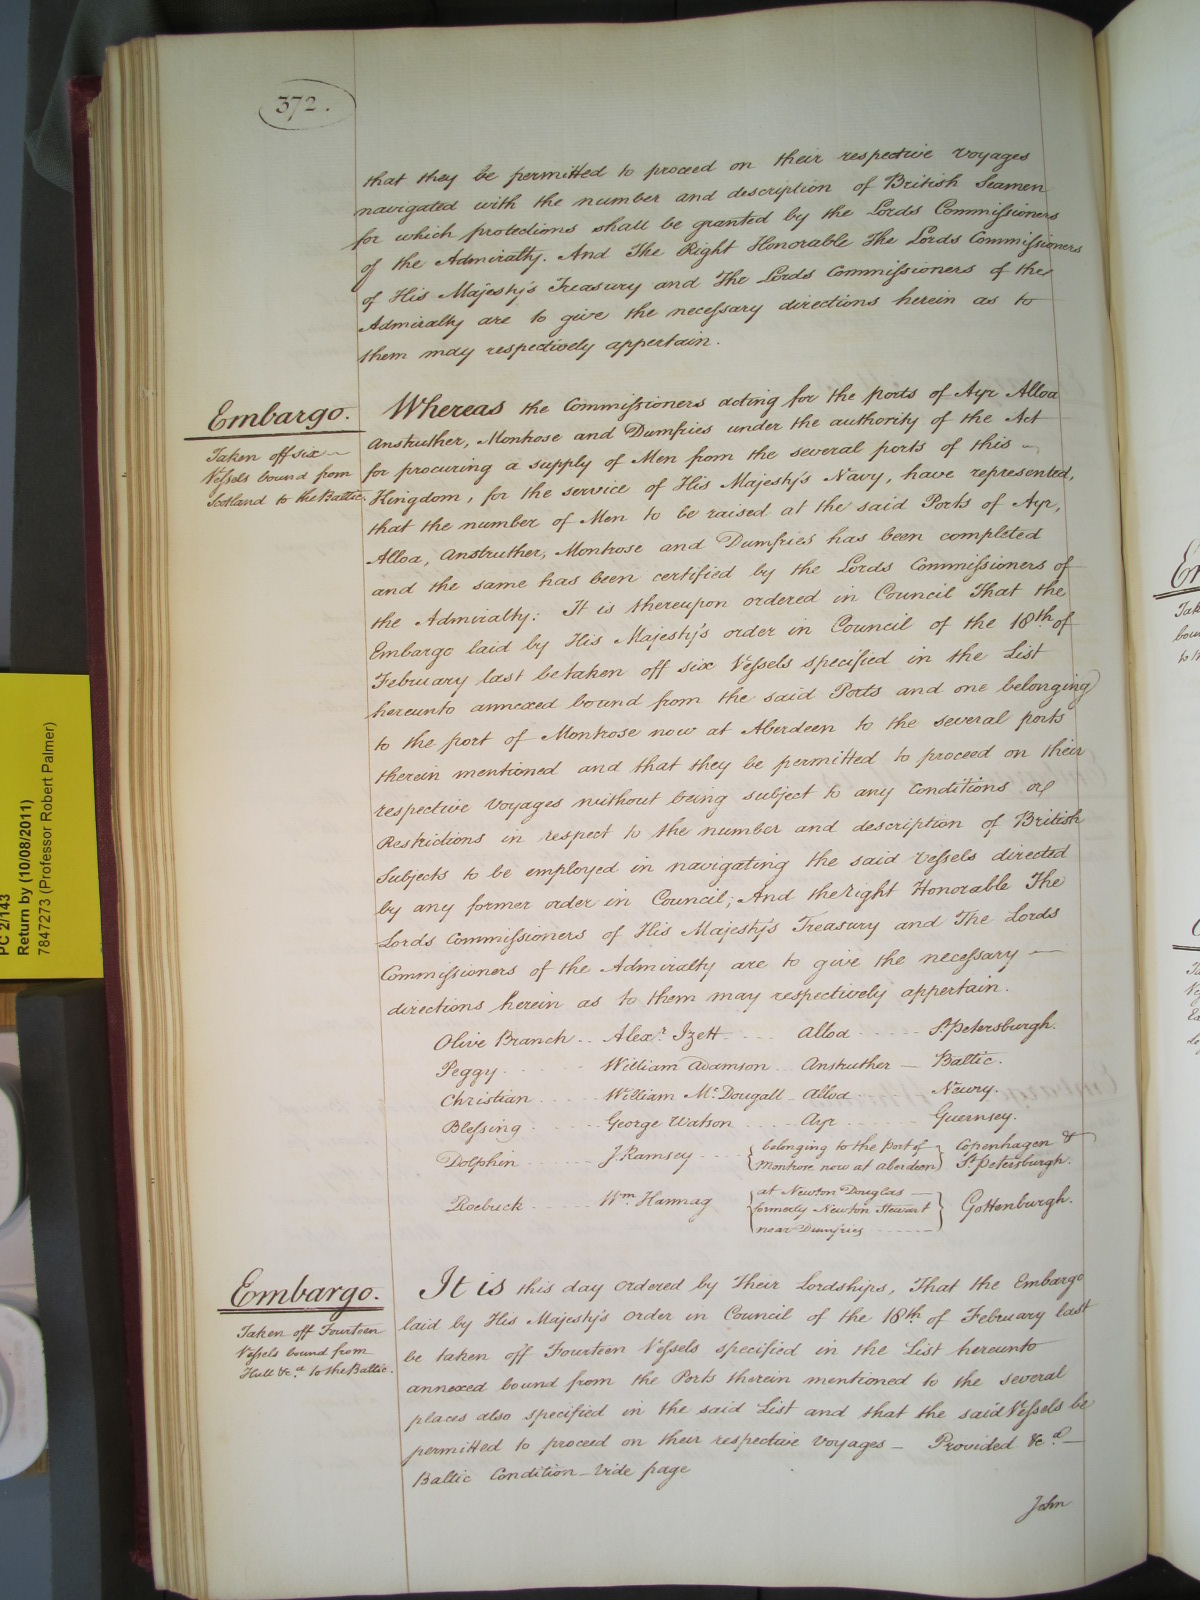 372.
that they be permitted to proceed on their respective voyages
navigated with the number and description of British Seamen
for which protections shall be granted by the Lords Commissioners
of the Admiralty. And The Right Honorable The Lords Commissioners
of His Majesty's Treasury and The Lords Commissioners of the
Admiralty are to give the necessary directions herein as to
them may respectively appertain.
Embargo.
Taken off six
Vessels bound from
Scotland to the Baltic.
Whereas the Commissioners acting for the ports of Ayr Alloa
Anstruther, Montrose and Dumfries under the authority of the Act
for procuring a supply of Men from the several ports of this
Kingdom, for the service of His Majesty's Navy, have represented,
that the number of Men to be raised at the said Ports of Ayr,
Alloa, Anstruther, Montrose and Dumfries has been completed
and the same has been certified by the Lords Commissioners of
the Admiralty: It is thereupon ordered in Council That the
Embargo laid by His Majesty's order in Council of the 18th of
February last be taken off six Vessels specified in the List
hereunto annexed bound from the said Ports and one belonging
to the port of Montrose now at Aberdeen to the several ports
therein mentioned and that they be permitted to proceed on their
respective voyages without being subject to any Conditions or
Restrictions in respect to the number and description of British
Subjects to be employed in navigating the said Vessels directed
by any former order in Council; And the Right Honorable The
Lords Commissioners of His Majesty's Treasury and The Lords
Commissioners of the Admiralty are to give the necessary —
directions herein as to them may respectively appertain.
Olive Branch .. Alexr. Izett .... Alloa ..... St. Petersburgh.
Peggy ..... William Adamson .. Anstruther — Baltic.
Christian ..... William McDougall — Alloa ..... Newry.
Blessing ..... George Watson .... Ayr ..... Guernsey.
Dolphin ..... J. Ramsey .... { belonging to the port of Montrose now at Aberdeen } Copenhagen & St. Petersburgh.
Roebuck ..... Wm. Hannag { at Newton Douglas — formerly Newton Stewart near Dumfries } Gottenburgh.
Embargo.
Taken off Fourteen
Vessels bound from
Hull &ca. to the Baltic.
It is this day ordered by Their Lordships, That the Embargo
laid by His Majesty's order in Council of the 18th. of February last
be taken off Fourteen Vessels specified in the List hereunto
annexed bound from the Ports therein mentioned to the several
places also specified in the said List and that the said Vessels be
permitted to proceed on their respective voyages — Provided &ca —
Baltic Condition — vide page
John
PC 2/143
Return by (10/08/2011)
7847273 (Professor Robert Palmer)